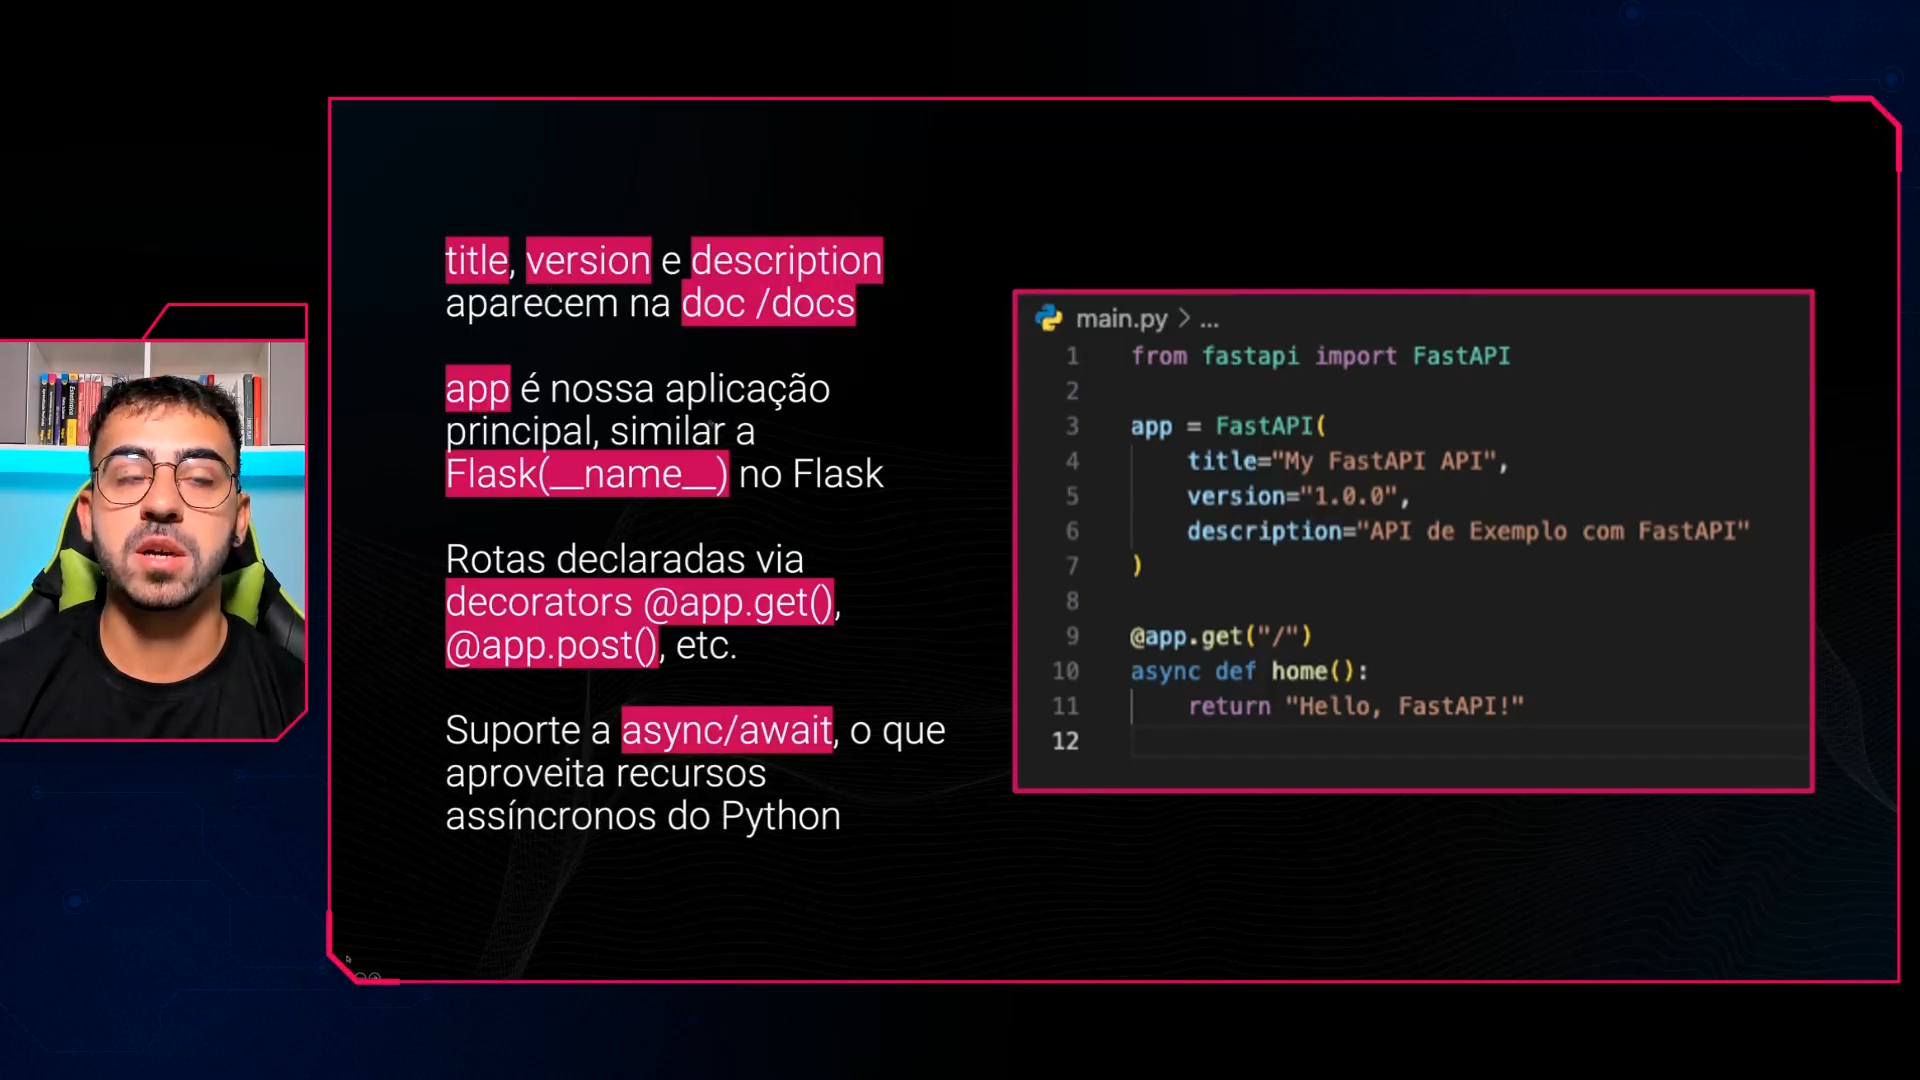 title, version e description
aparecem na doc /docs
app é nossa aplicação
principal, similar a
Flask(__name__) no Flask
Rotas declaradas via
decorators @app.get(),
@app.post(), etc.
Suporte a async/await, o que
aproveita recursos
assíncronos do Python
main.py > ...
1 from fastapi import FastAPI
2
3 app = FastAPI(
4 title="My FastAPI API",
5 version="1.0.0",
6 description="API de Exemplo com FastAPI"
7 )
8
9 @app.get("/")
10 async def home():
11 return "Hello, FastAPI!"
12